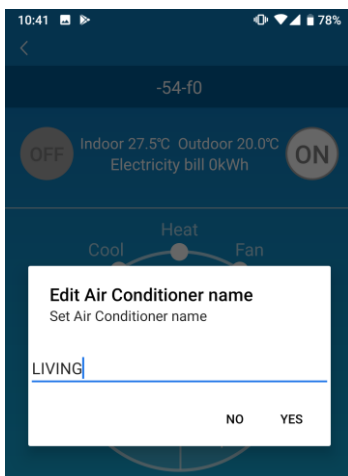 10:41 78%
-54-f0
OFF Indoor 27.5℃ Outdoor 20.0℃ ON
Electricity bill 0kWh
Heat
Cool Fan
Edit Air Conditioner name
Set Air Conditioner name
LIVING
NO YES